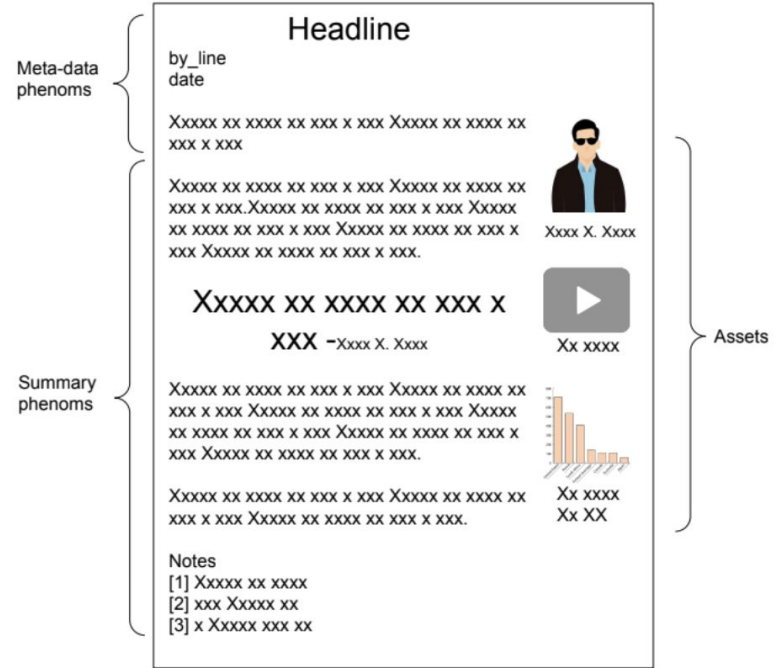 Headline
by_line
date
Meta-data
phenoms
Xxxxx xx xxxx xx xxx x xxx Xxxxx xx xxxx xx
xxx x xxx
Xxxxx xx xxxx xx xxx x xxx Xxxxx xx xxxx xx
xxx x xxx.Xxxxx xx xxxx xx xxx x xxx Xxxxx
xx xxxx xx xxx x xxx Xxxxx xx xxxx xx xxx x
xxx Xxxxx xx xxxx xx xxx x xxx.
Xxxx X. Xxxx
Xxxxx xx xxxx xx xxx x
xxx -Xxxx X. Xxxx
Xx xxxx
Assets
Summary
phenoms
Xxxxx xx xxxx xx xxx x xxx Xxxxx xx xxxx xx
xxx x xxx Xxxxx xx xxxx xx xxx x xxx Xxxxx
xx xxxx xx xxx x xxx Xxxxx xx xxxx xx xxx x
xxx Xxxxx xx xxxx xx xxx x xxx.
Xx xxxx
Xx XX
Xxxxx xx xxxx xx xxx x xxx Xxxxx xx xxxx xx
xxx x xxx Xxxxx xx xxxx xx xxx x xxx.
Notes
[1] Xxxxx xx xxxx
[2] xxx Xxxxx xx
[3] x Xxxxx xxx xx